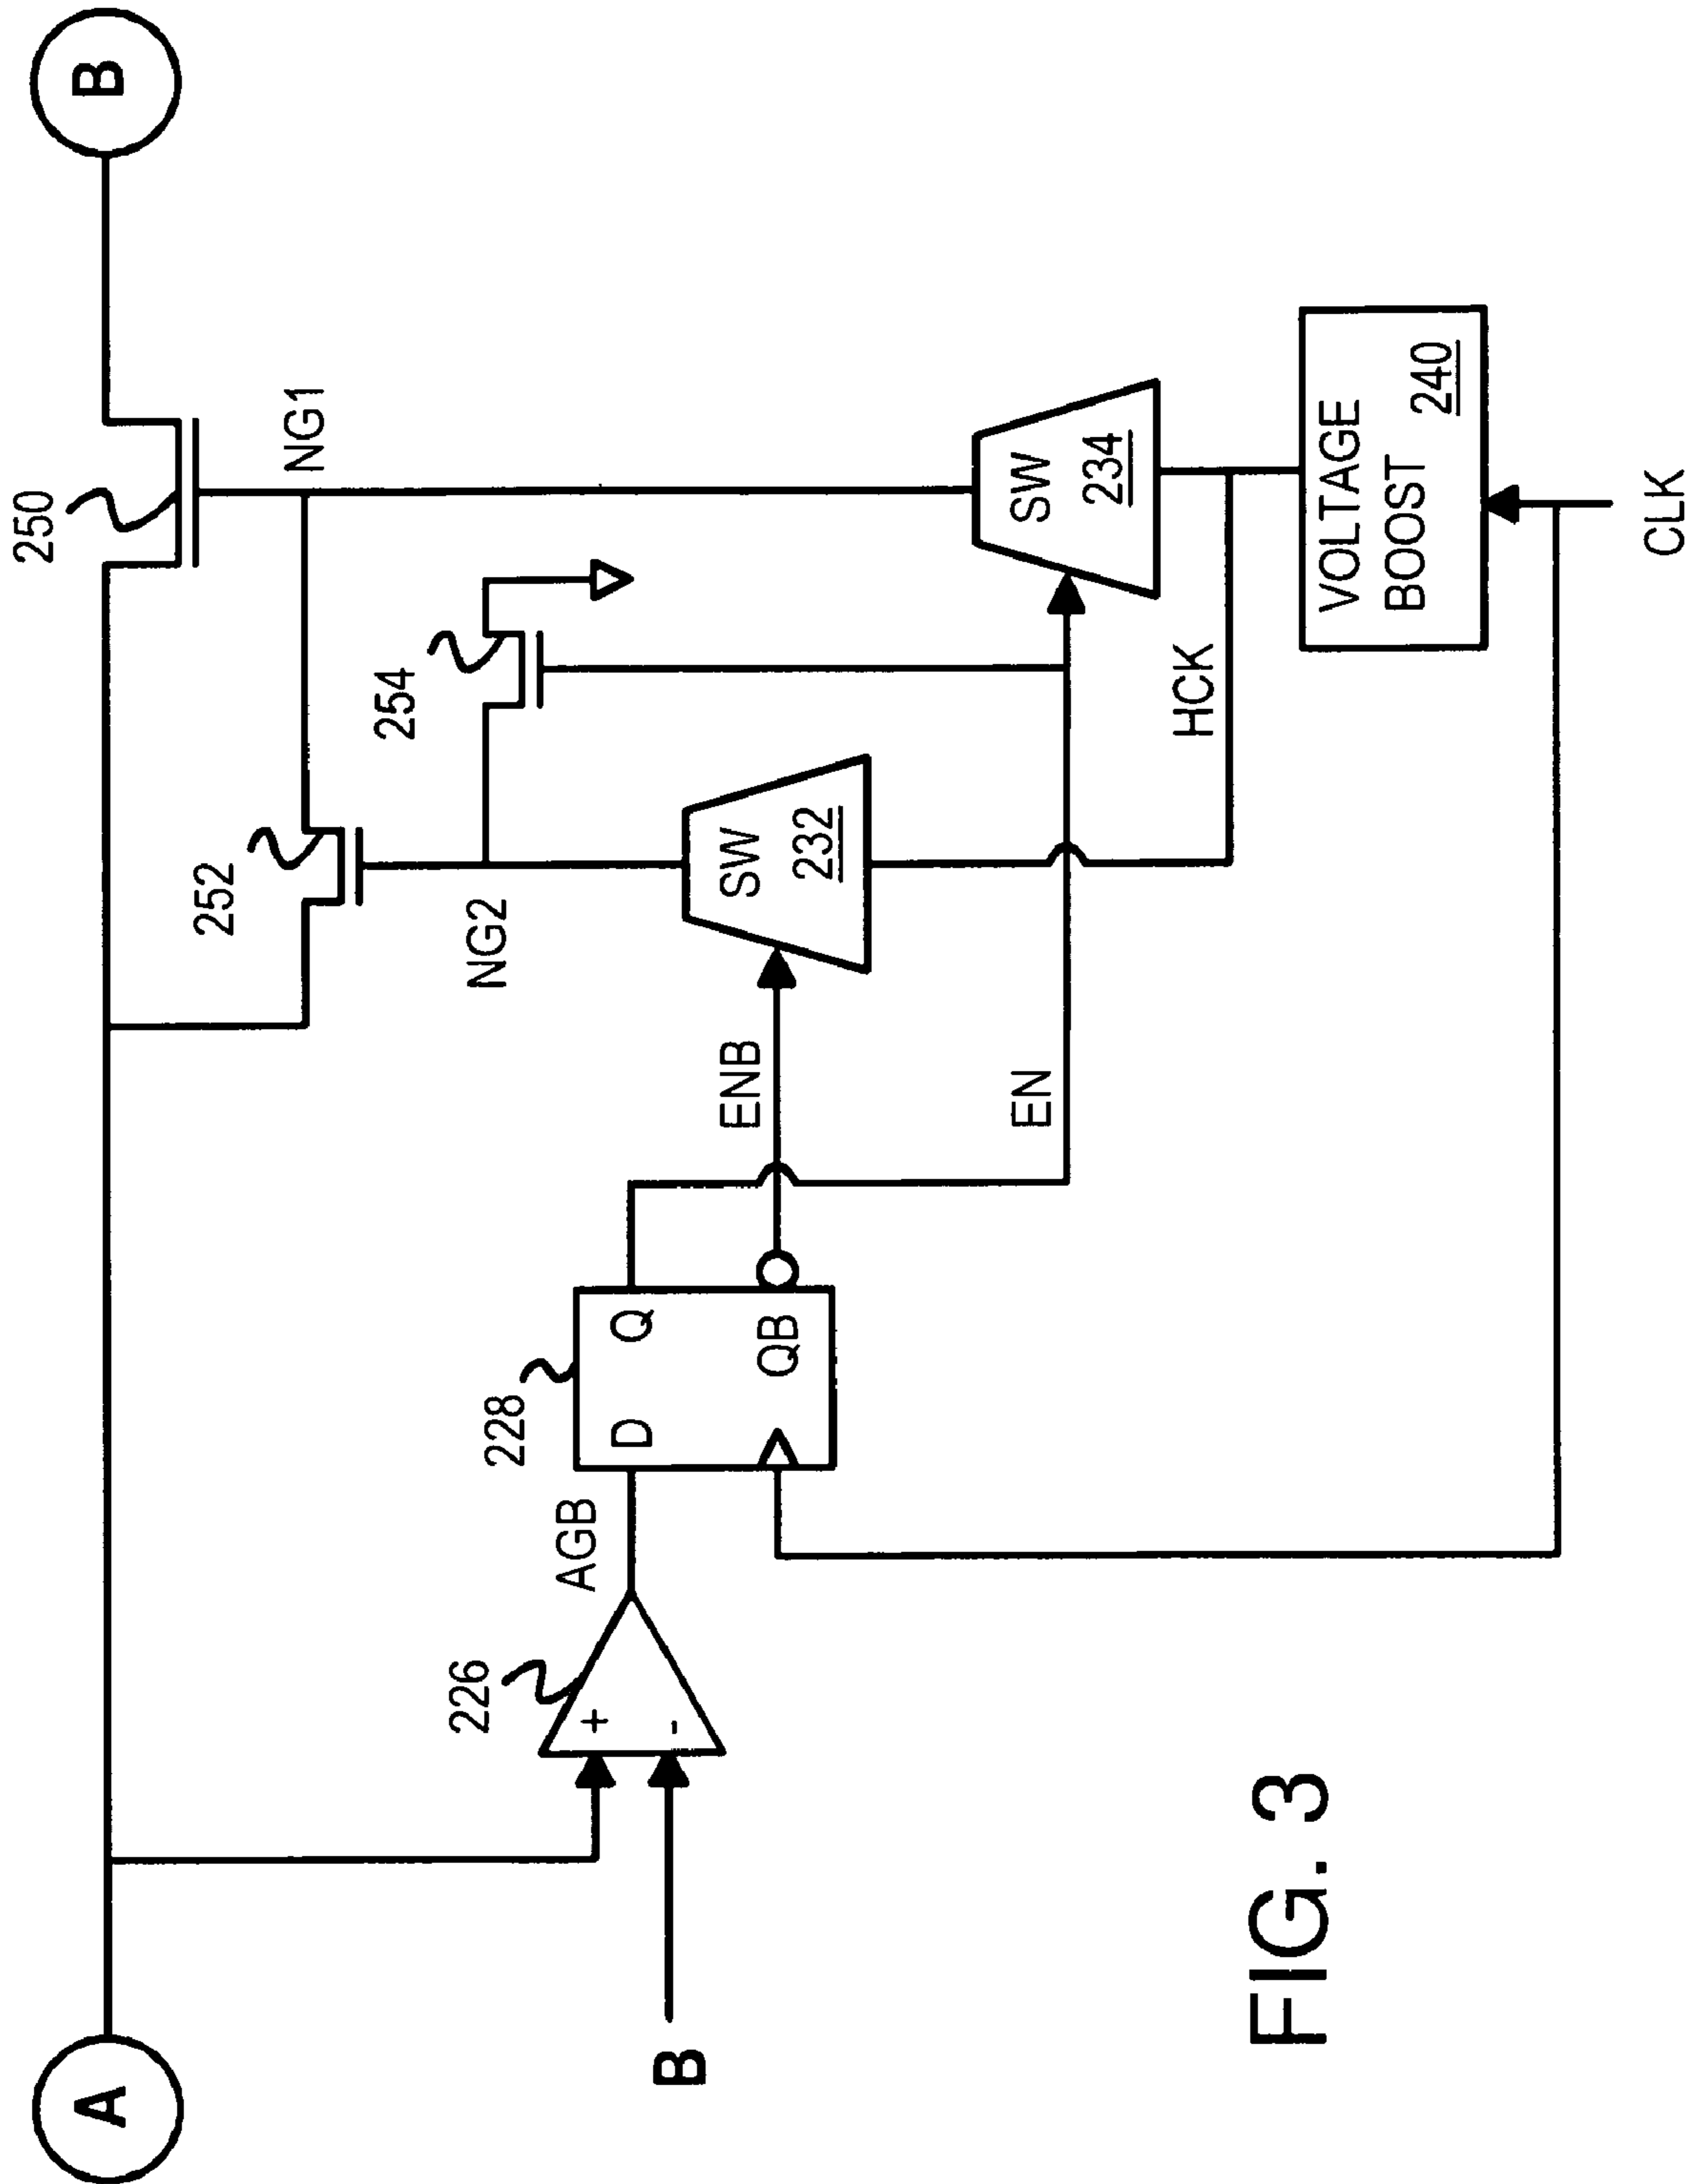 A
B
250
NG1
252
254
NG2
SW
232
SW
234
228
D
Q
QB
ENB
EN
HCK
226
+
-
AGB
B
VOLTAGE
BOOST
240
CLK
FIG. 3